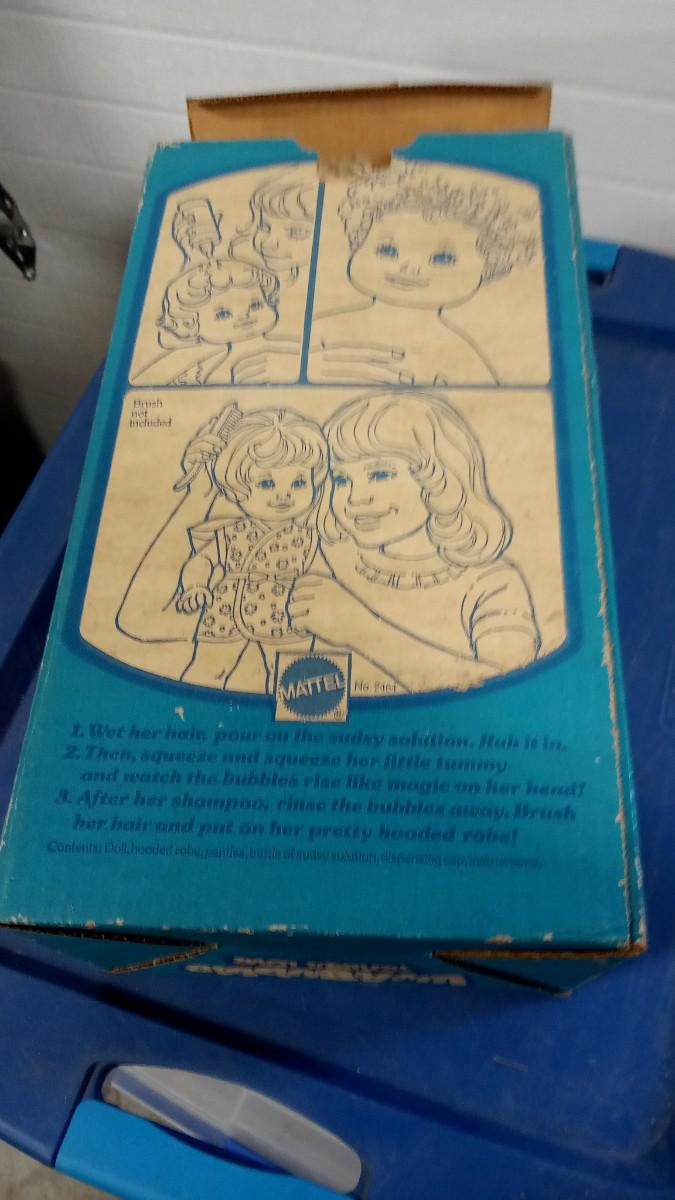 Brush
not
included
MATTEL
®
No. 9464
1. Wet her hair, pour on the sudsy solution. Rub it in.
2. Then, squeeze and squeeze her little tummy
and watch the bubbles rise like magic on her head!
3. After her shampoo, rinse the bubbles away. Brush
her hair and put on her pretty hooded robe!
Contents: Doll, hooded robe, panties, bottle of sudsy solution, dispensing cap, instructions.